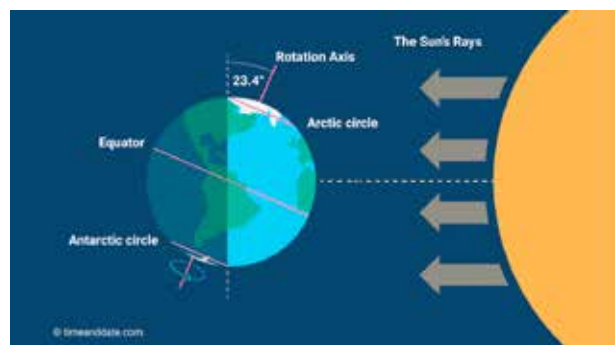 The Sun's Rays
Rotation Axis
23.4°
Arctic circle
Equator
Antarctic circle
© timeanddate.com